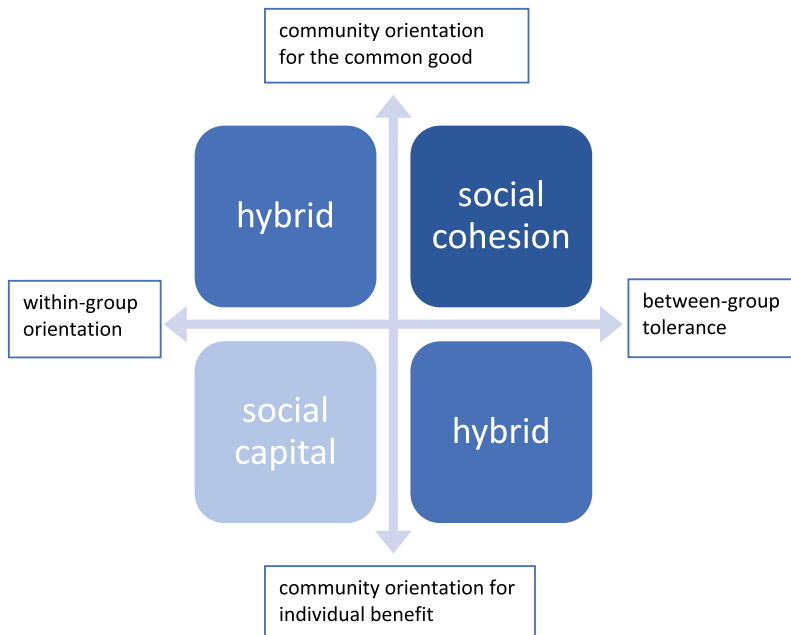 community orientation
for the common good
hybrid
social
cohesion
within-group
orientation
between-group
tolerance
social
capital
hybrid
community orientation for
individual benefit